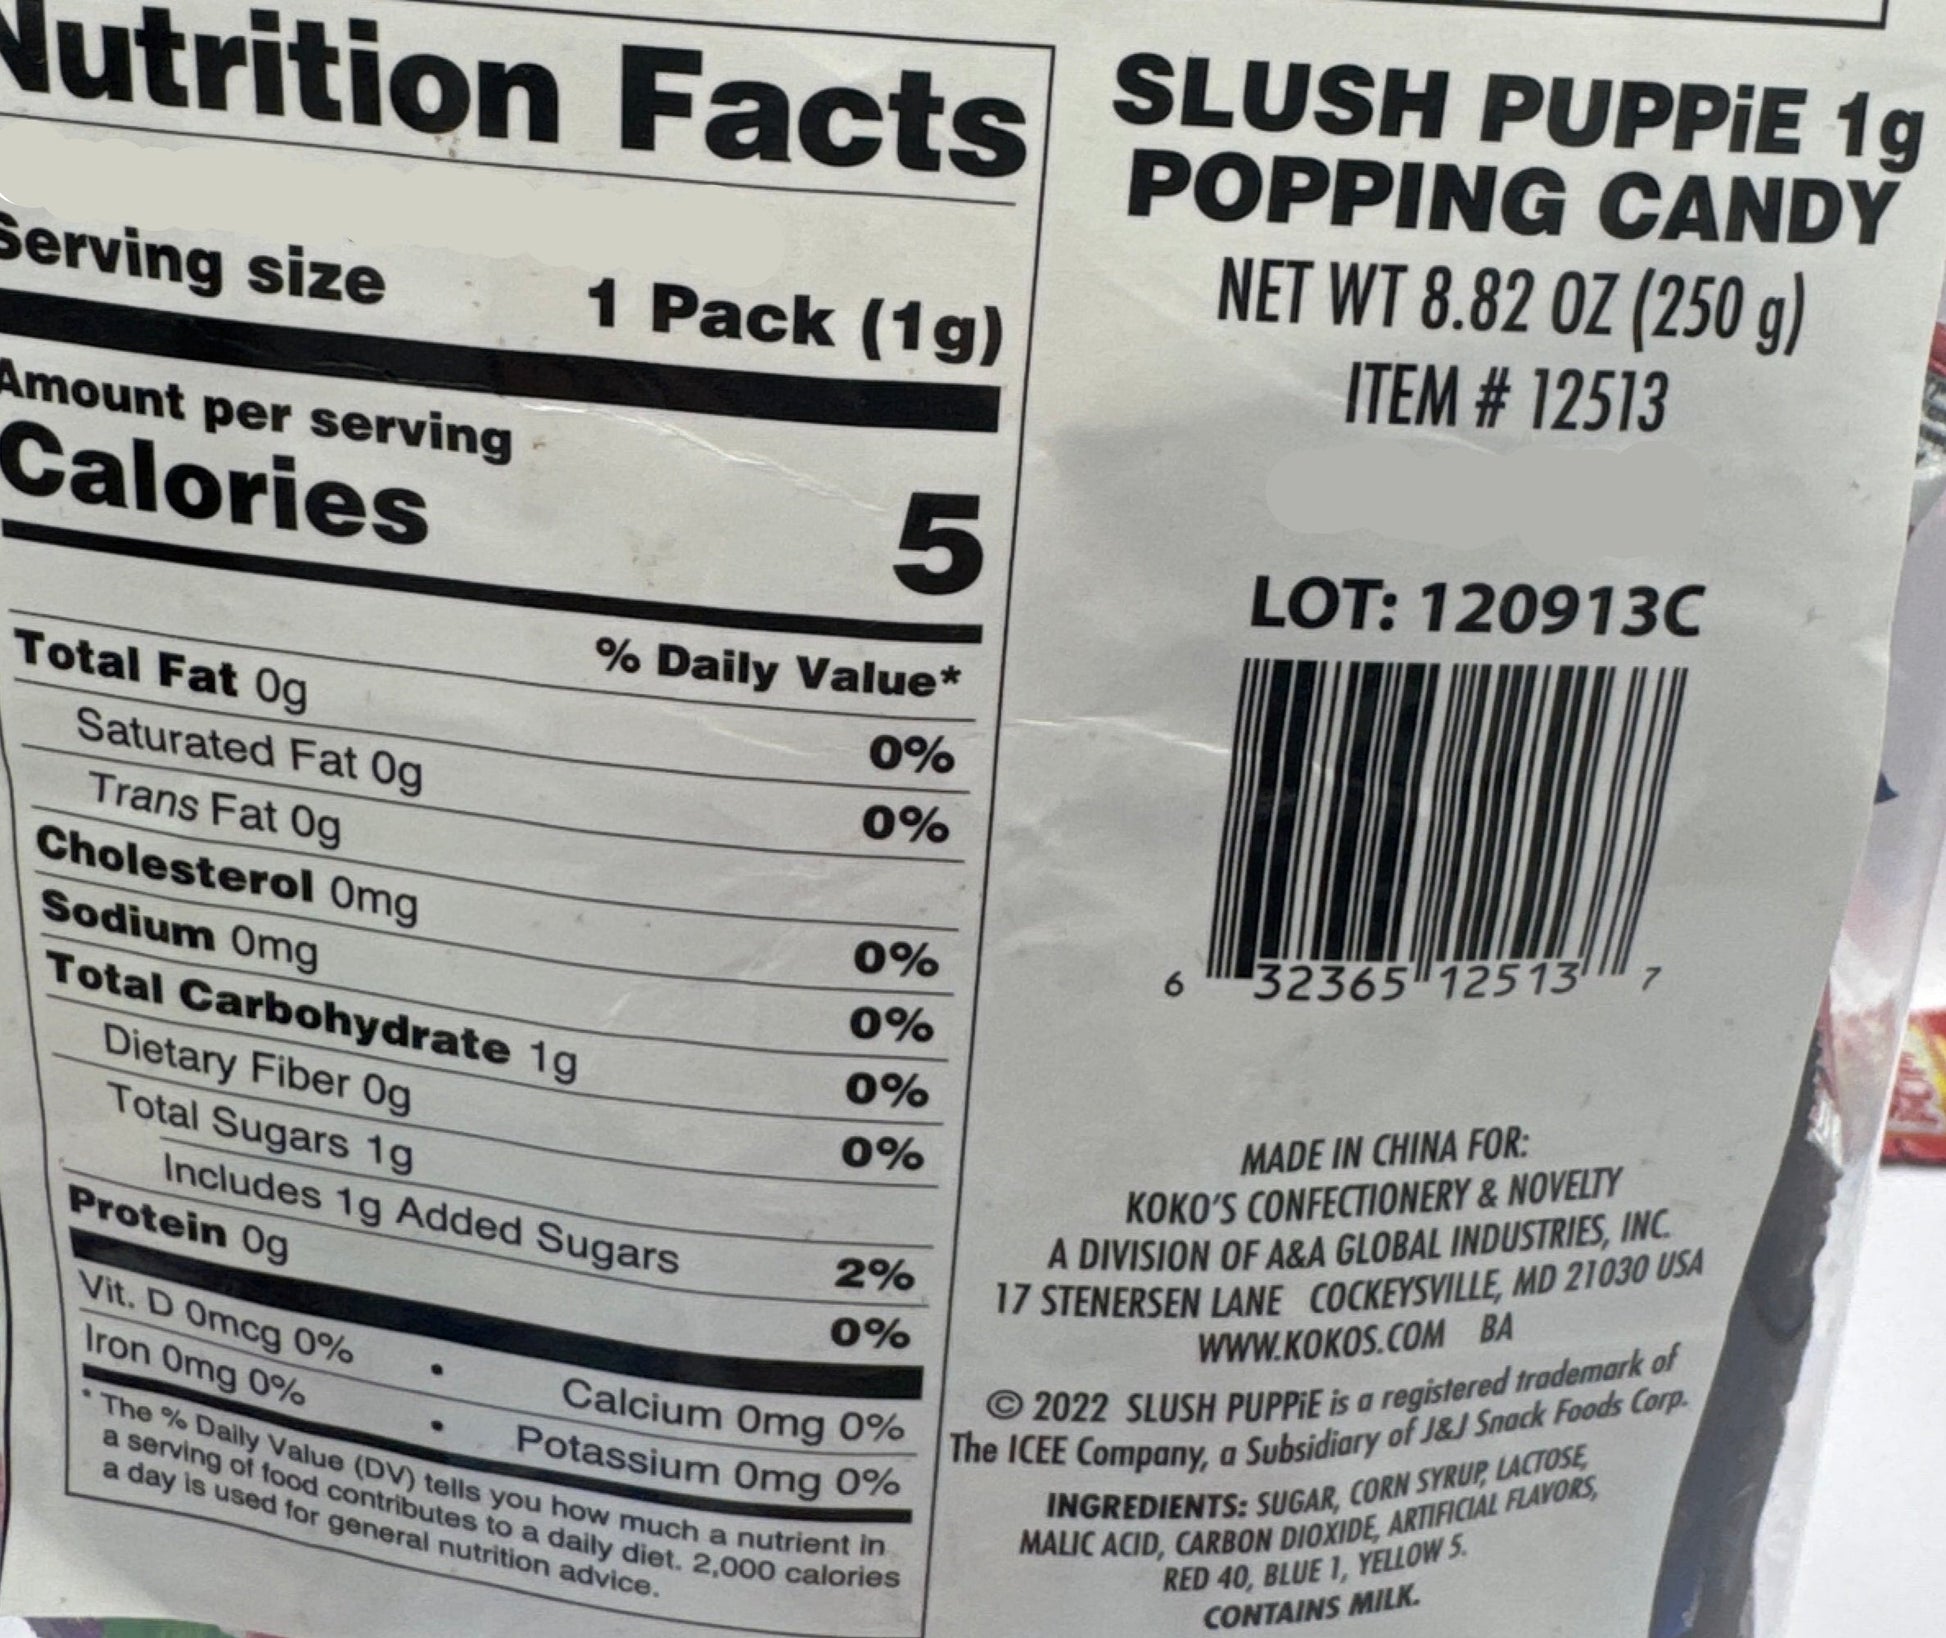 Nutrition Facts
Serving size 1 Pack (1g)
Amount per serving
Calories 5
% Daily Value*
Total Fat 0g 0%
Saturated Fat 0g 0%
Trans Fat 0g
Cholesterol 0mg 0%
Sodium 0mg 0%
Total Carbohydrate 1g 0%
Dietary Fiber 0g 0%
Total Sugars 1g
Includes 1g Added Sugars 2%
Protein 0g 0%
Vit. D 0mcg 0% • Calcium 0mg 0%
Iron 0mg 0% • Potassium 0mg 0%
* The % Daily Value (DV) tells you how much a nutrient in
a serving of food contributes to a daily diet. 2,000 calories
a day is used for general nutrition advice.
SLUSH PUPPiE 1g
POPPING CANDY
NET WT 8.82 OZ (250 g)
ITEM # 12513
LOT: 120913C
6 32365 12513 7
MADE IN CHINA FOR:
KOKO'S CONFECTIONERY & NOVELTY
A DIVISION OF A&A GLOBAL INDUSTRIES, INC.
17 STENERSEN LANE COCKEYSVILLE, MD 21030 USA
WWW.KOKOS.COM BA
© 2022 SLUSH PUPPiE is a registered trademark of
The ICEE Company, a Subsidiary of J&J Snack Foods Corp.
INGREDIENTS: SUGAR, CORN SYRUP, LACTOSE,
MALIC ACID, CARBON DIOXIDE, ARTIFICIAL FLAVORS,
RED 40, BLUE 1, YELLOW 5.
CONTAINS MILK.